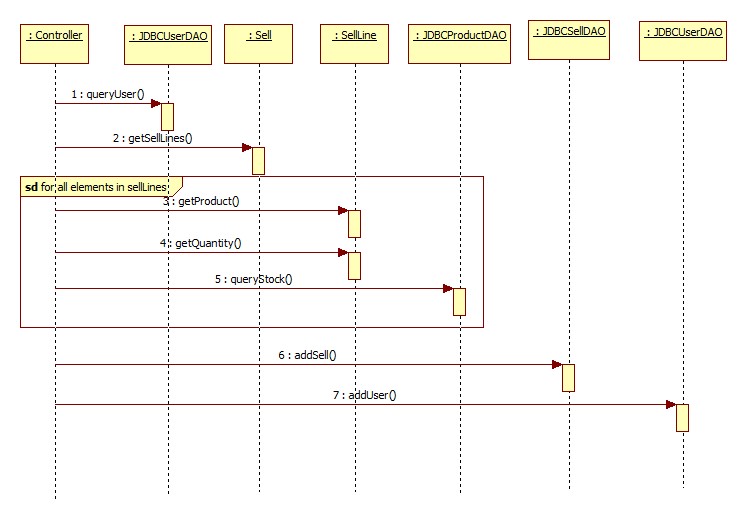 : Controller
: JDBCUserDAO
: Sell
: SellLine
: JDBCProductDAO
: JDBCSellDAO
: JDBCUserDAO
1 : queryUser()
2 : getSellLines()
sd for all elements in sellLines
3 : getProduct()
4 : getQuantity()
5 : queryStock()
6 : addSell()
7 : addUser()